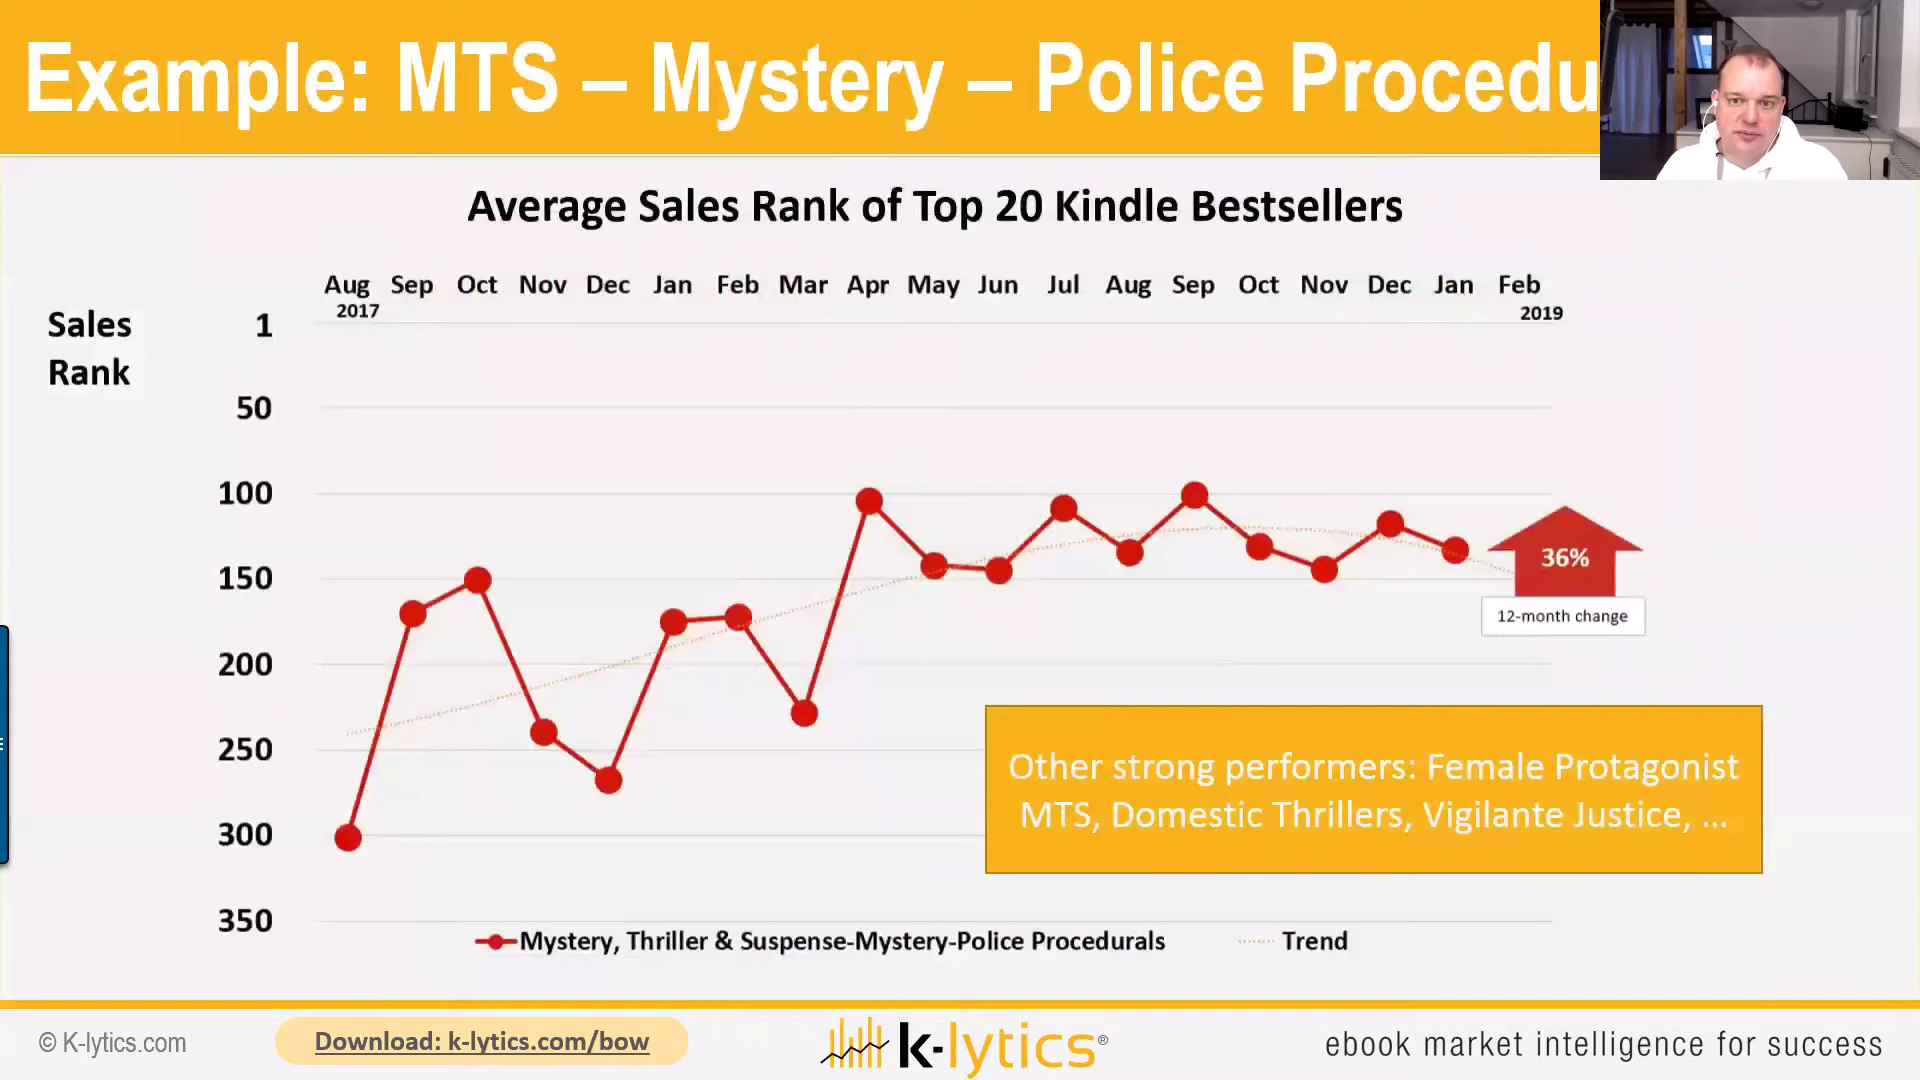 Example: MTS – Mystery – Police Procedu
Average Sales Rank of Top 20 Kindle Bestsellers
Aug Sep Oct Nov Dec Jan Feb Mar Apr May Jun Jul Aug Sep Oct Nov Dec Jan Feb
2017 2019
Sales
Rank
1
50
100
150
200
250
300
350
36%
12-month change
Other strong performers: Female Protagonist
MTS, Domestic Thrillers, Vigilante Justice, ...
Mystery, Thriller & Suspense-Mystery-Police Procedurals Trend
© K-lytics.com
Download: k-lytics.com/bow
k-lytics®
ebook market intelligence for success